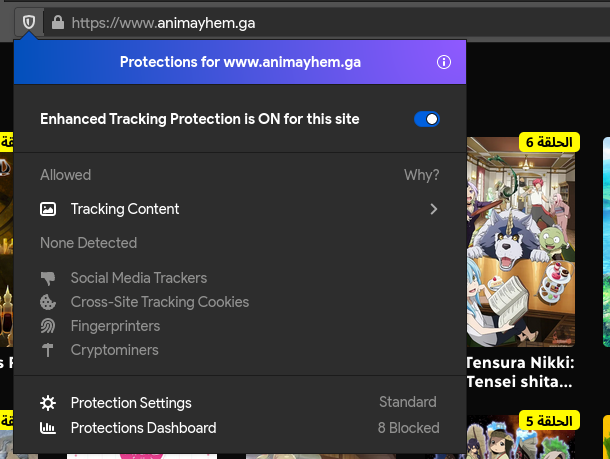 https://www.animayhem.ga
Protections for www.animayhem.ga
Enhanced Tracking Protection is ON for this site
Allowed
Why?
Tracking Content
None Detected
Social Media Trackers
Cross-Site Tracking Cookies
Fingerprinters
Cryptominers
Protection Settings
Standard
Protections Dashboard
8 Blocked
الحلقة 6
Tensura Nikki:
Tensei shita...
الحلقة 5